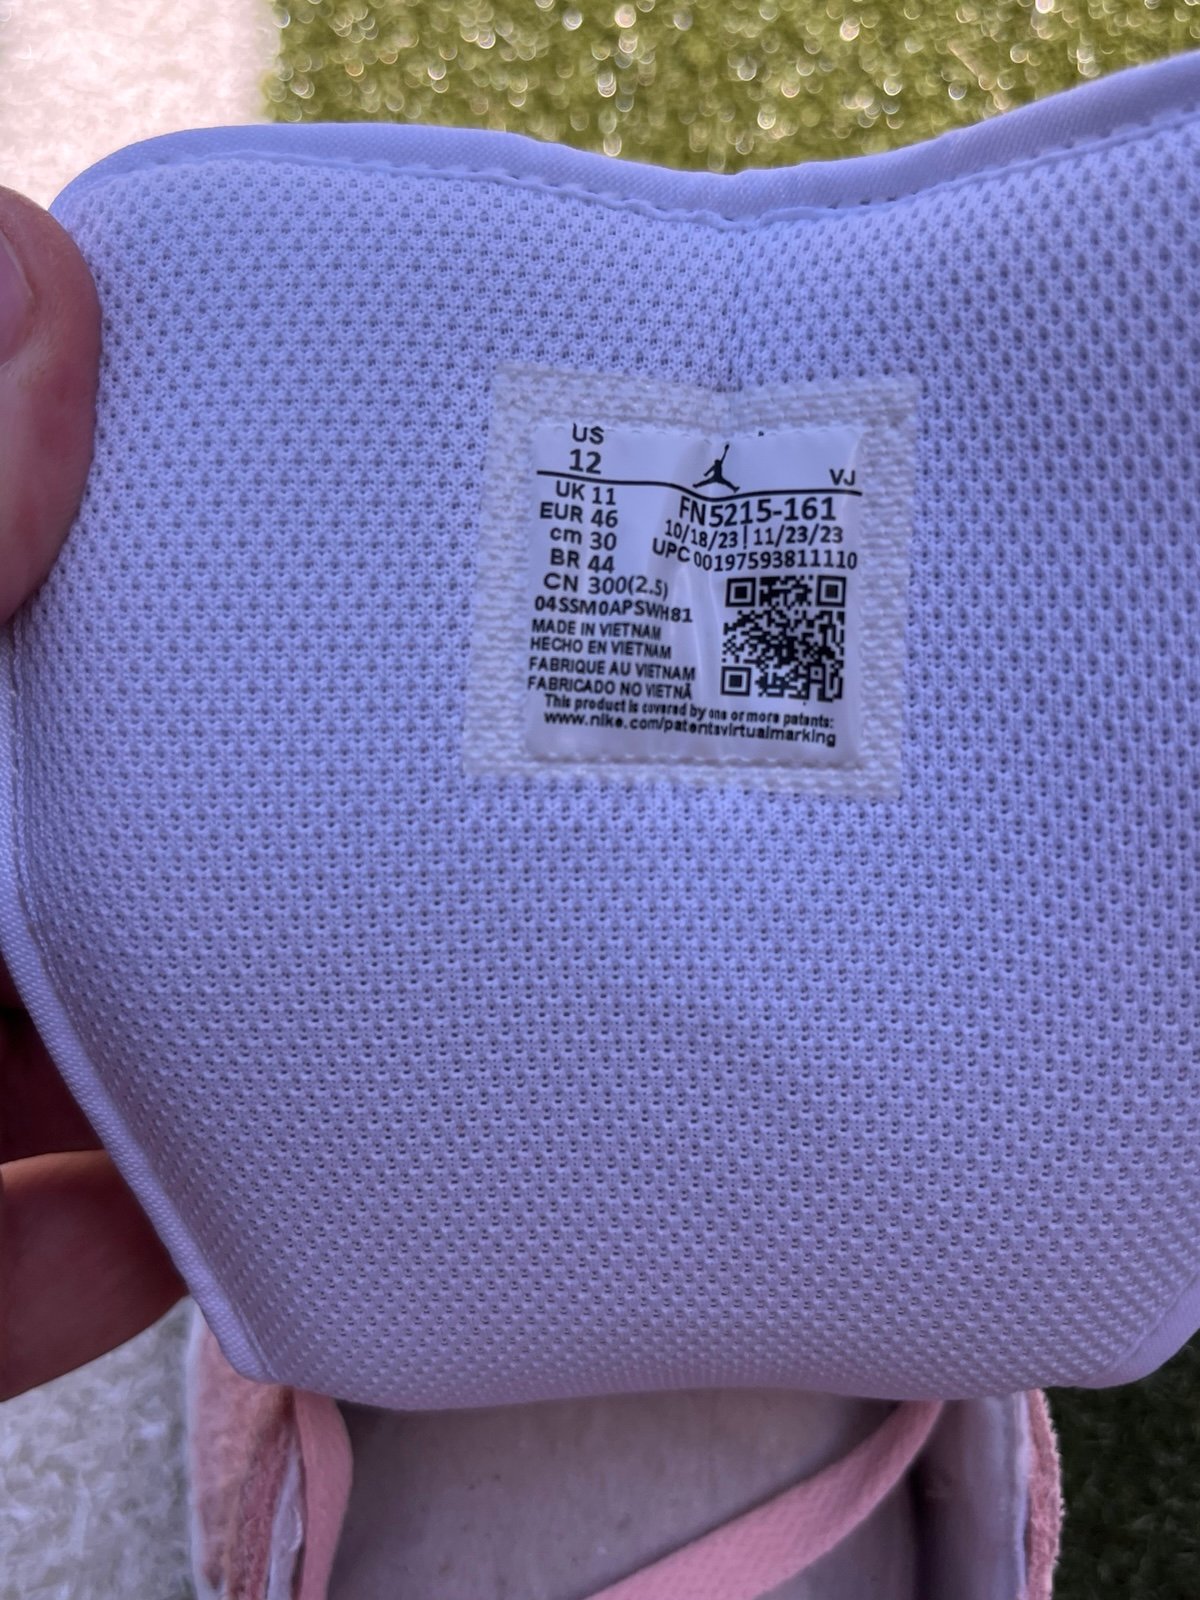 US
12
VJ
UK 11
EUR 46
cm 30
BR 44
CN 300(2.5)
FN5215-161
10/18/23 | 11/23/23
UPC 00197593811110
04SSM0APSWH81
MADE IN VIETNAM
HECHO EN VIETNAM
FABRIQUE AU VIETNAM
FABRICADO NO VIETNÃ
This product is covered by one or more patents:
www.nike.com/patentsvirtualmarking